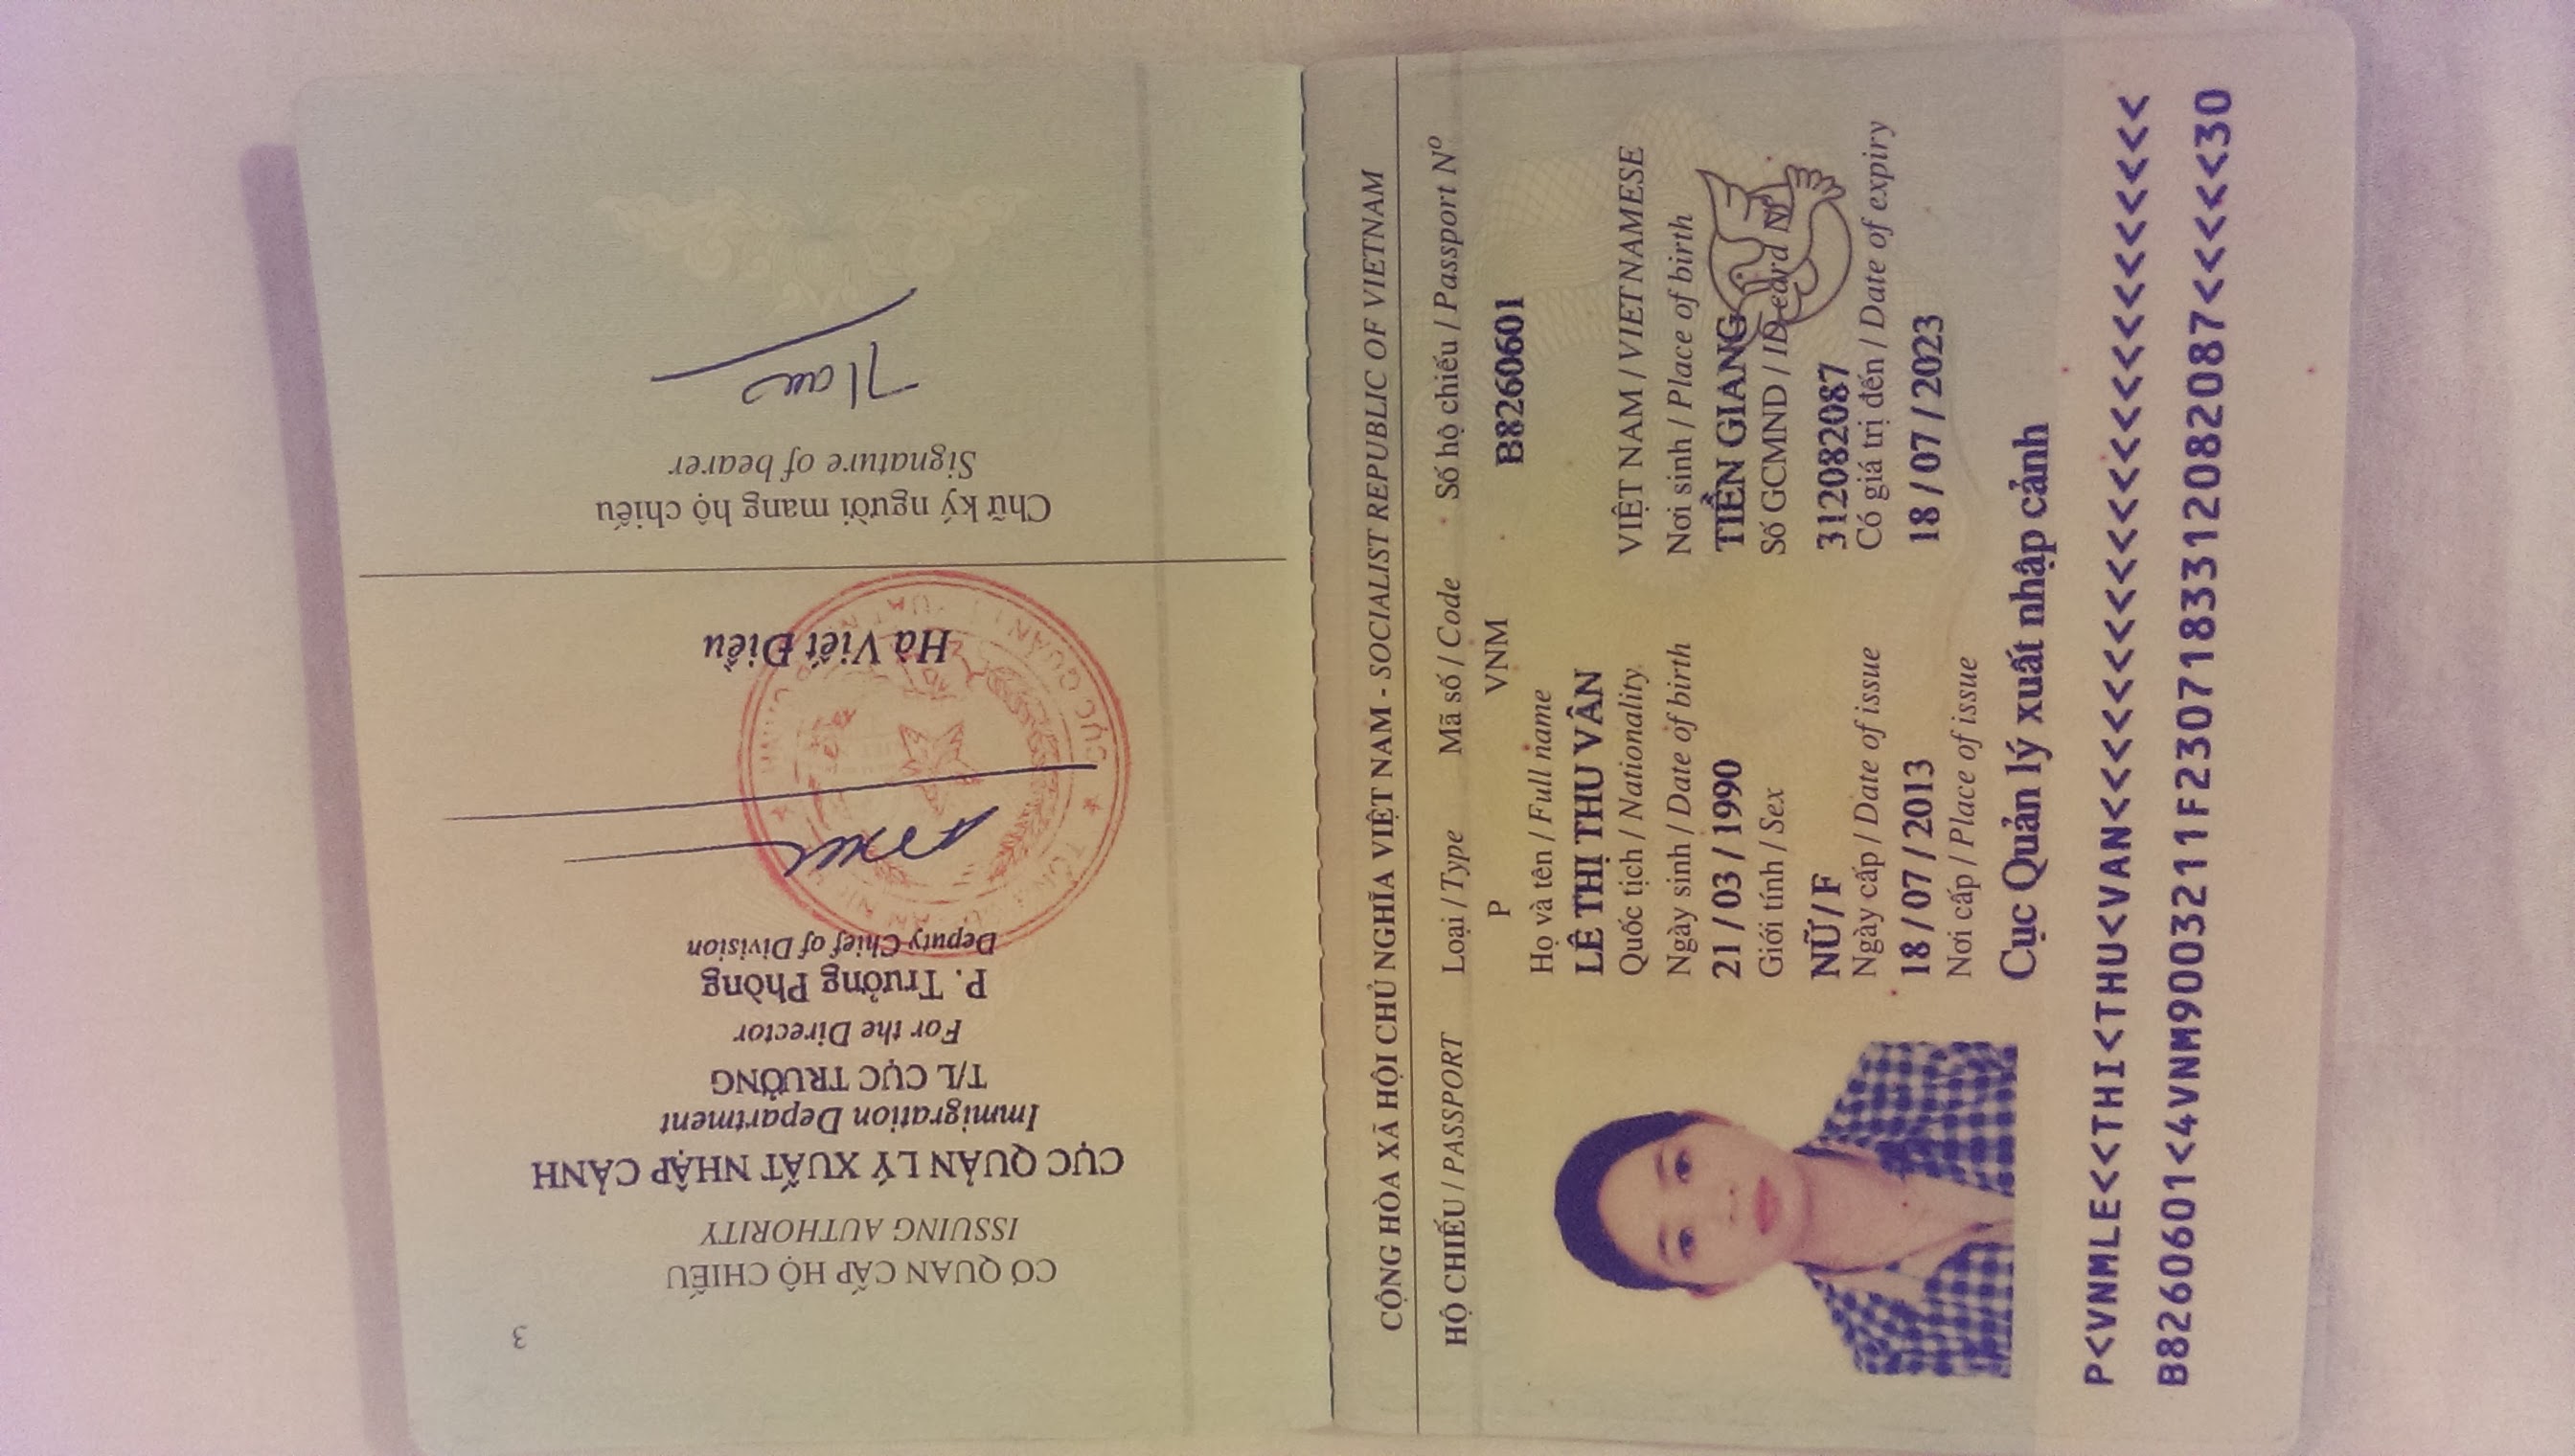 3
CƠ QUAN CẤP HỘ CHIẾU
ISSUING AUTHORITY
CỤC QUẢN LÝ XUẤT NHẬP CẢNH
Immigration Department
T/L CỤC TRƯỞNG
For the Director
P. Trưởng Phòng
Deputy Chief of Division
Hà Viết Điều
Chữ ký người mang hộ chiếu
Signature of bearer
CỘNG HÒA XÃ HỘI CHỦ NGHĨA VIỆT NAM - SOCIALIST REPUBLIC OF VIETNAM
HỘ CHIẾU / PASSPORT Loại / Type Mã số / Code Số hộ chiếu / Passport Nº
P VNM B8260601
Họ và tên / Full name
LÊ THỊ THU VÂN
Quốc tịch / Nationality VIỆT NAM / VIETNAMESE
Ngày sinh / Date of birth Nơi sinh / Place of birth
21 / 03 / 1990 TIỀN GIANG
Giới tính / Sex Số GCMND / ID card Nº
NỮ / F 312082087
Ngày cấp / Date of issue Có giá trị đến / Date of expiry
18 / 07 / 2013 18 / 07 / 2023
Nơi cấp / Place of issue
Cục Quản lý xuất nhập cảnh
P<VNMLE<<THI<THU<VAN<<<<<<<<<<<<<<<<<<<<<<<<
B8260601<4VNM9003211F2307183312082087<<<<<30